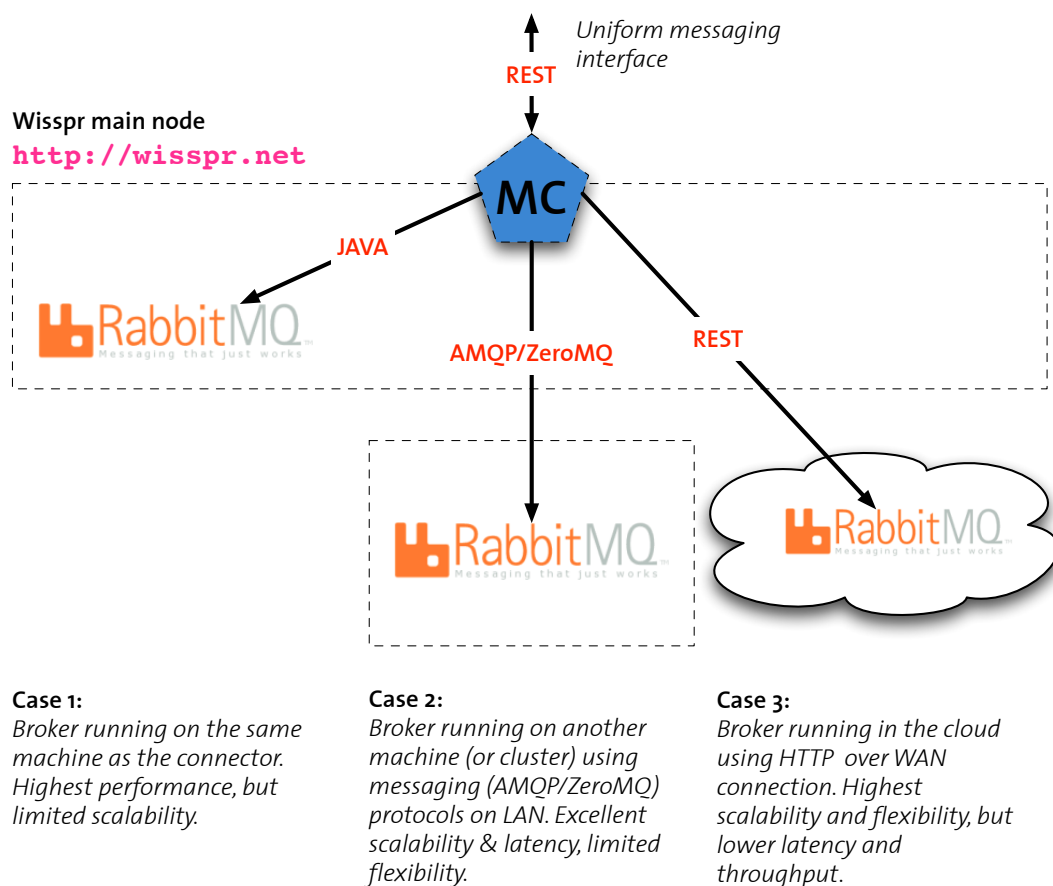 Uniform messaging
interface
REST
Wisspr main node
http://wisspr.net
MC
JAVA
RabbitMQ™
Messaging that just works
AMQP/ZeroMQ
REST
RabbitMQ™
Messaging that just works
RabbitMQ™
Messaging that just works
Case 1:
Broker running on the same
machine as the connector.
Highest performance, but
limited scalability.
Case 2:
Broker running on another
machine (or cluster) using
messaging (AMQP/ZeroMQ)
protocols on LAN. Excellent
scalability & latency, limited
flexibility.
Case 3:
Broker running in the cloud
using HTTP over WAN
connection. Highest
scalability and flexibility, but
lower latency and
throughput.